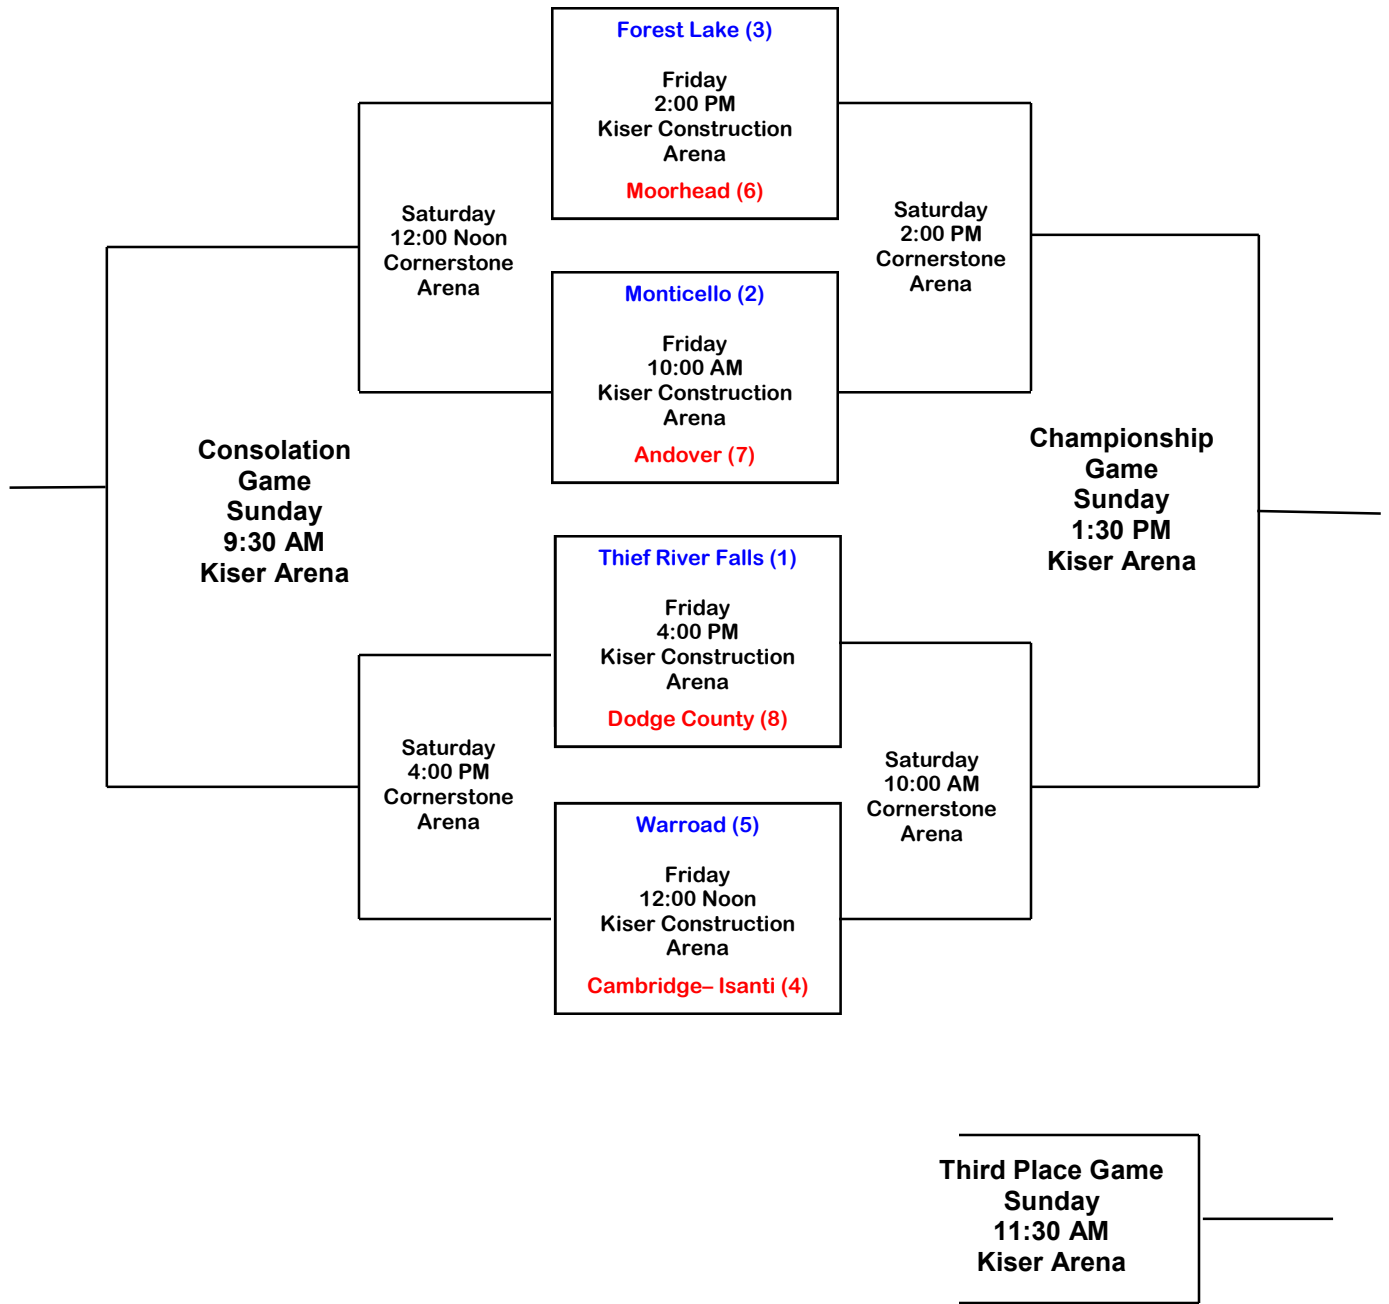 Forest Lake (3)
Friday
2:00 PM
Kiser Construction
Arena
Moorhead (6)
Saturday
12:00 Noon
Cornerstone
Arena
Saturday
2:00 PM
Cornerstone
Arena
Monticello (2)
Friday
10:00 AM
Kiser Construction
Arena
Andover (7)
Consolation
Game
Sunday
9:30 AM
Kiser Arena
Championship
Game
Sunday
1:30 PM
Kiser Arena
Thief River Falls (1)
Friday
4:00 PM
Kiser Construction
Arena
Dodge County (8)
Saturday
4:00 PM
Cornerstone
Arena
Saturday
10:00 AM
Cornerstone
Arena
Warroad (5)
Friday
12:00 Noon
Kiser Construction
Arena
Cambridge– Isanti (4)
Third Place Game
Sunday
11:30 AM
Kiser Arena